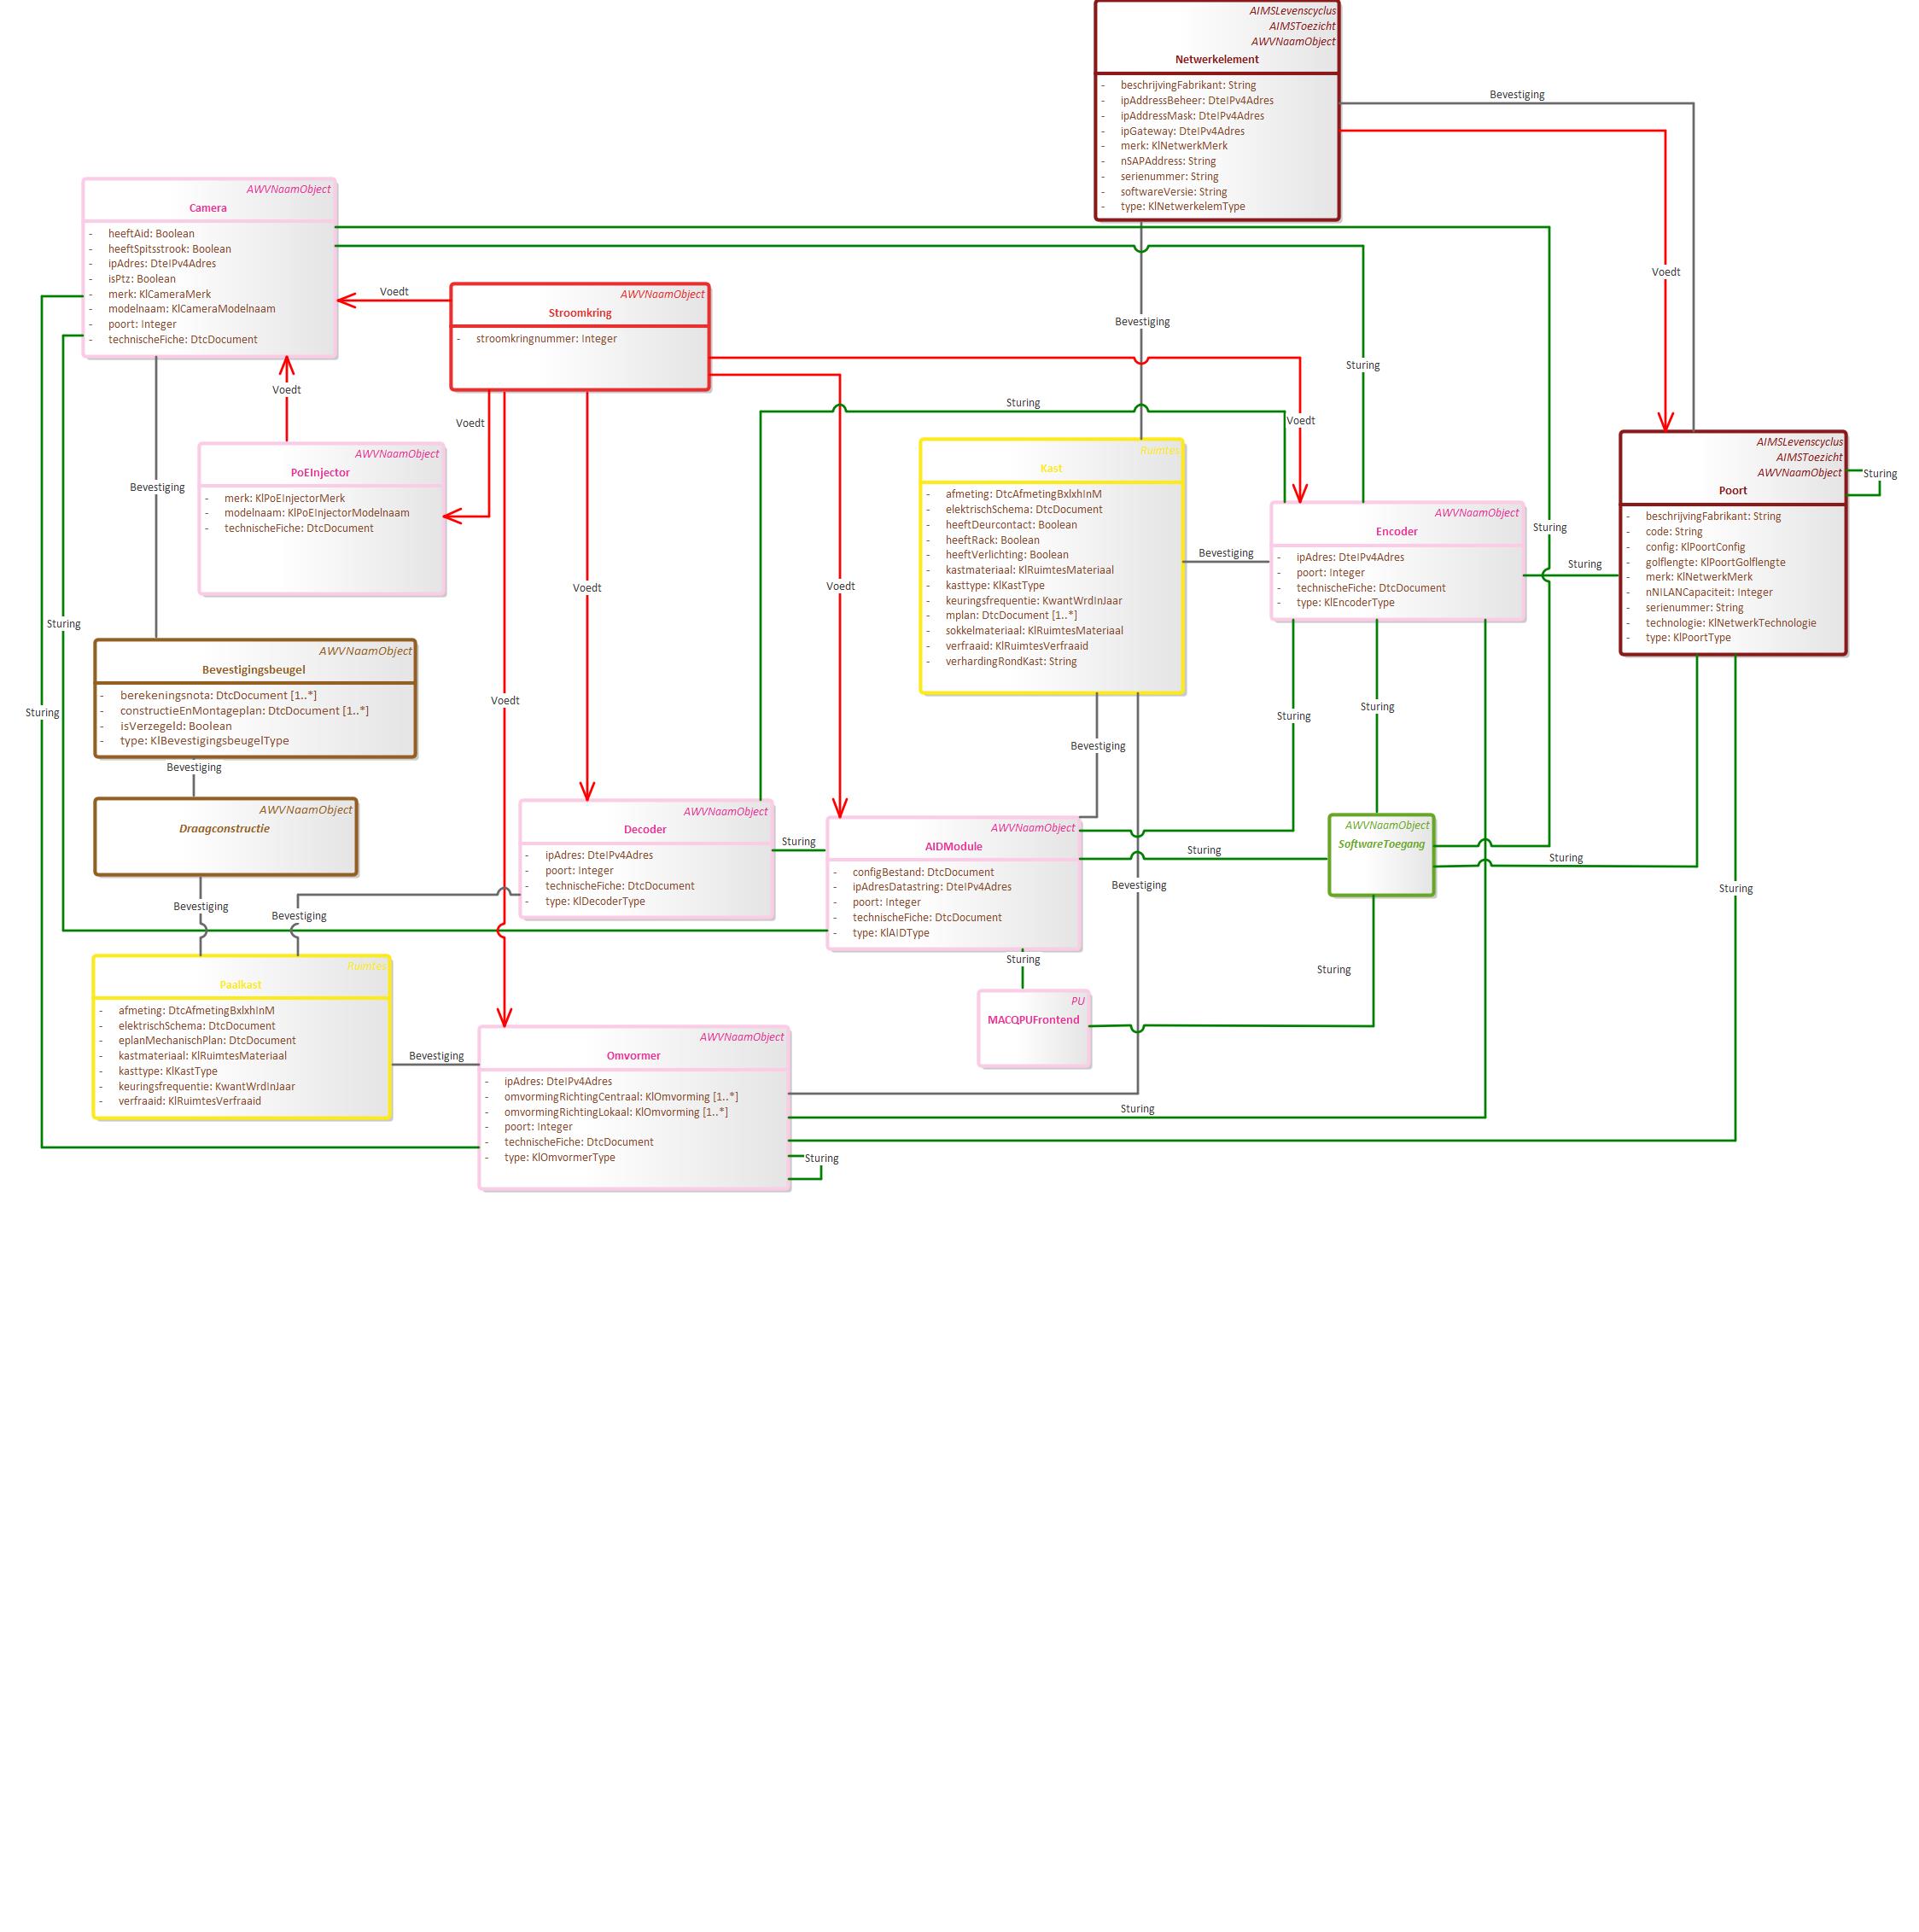 AIMSLevenscyclus
AIMSToezicht
AWVNaamObject
Netwerkelement
- beschrijvingFabrikant: String
- ipAddressBeheer: DteIPv4Adres
- ipAddressMask: DteIPv4Adres
- ipGateway: DteIPv4Adres
- merk: KlNetwerkMerk
- nSAPAddress: String
- serienummer: String
- softwareVersie: String
- type: KlNetwerkelemType
Bevestiging
Voedt
AWVNaamObject
Camera
- heeftAid: Boolean
- heeftSpitsstrook: Boolean
- ipAdres: DteIPv4Adres
- isPtz: Boolean
- merk: KlCameraMerk
- modelnaam: KlCameraModelnaam
- poort: Integer
- technischeFiche: DtcDocument
Voedt
AWVNaamObject
Stroomkring
- stroomkringnummer: Integer
Bevestiging
Sturing
Voedt
Voedt
Sturing
Voedt
AWVNaamObject
PoEInjector
- merk: KlPoEInjectorMerk
- modelnaam: KlPoEInjectorModelnaam
- technischeFiche: DtcDocument
Bevestiging
Ruimtes
Kast
- afmeting: DtcAfmetingBxlxhInM
- elektrischSchema: DtcDocument
- heeftDeurcontact: Boolean
- heeftRack: Boolean
- heeftVerlichting: Boolean
- kastmateriaal: KlRuimtesMateriaal
- kasttype: KlKastType
- keuringsfrequentie: KwantWrdInJaar
- mplan: DtcDocument [1..*]
- sokkelmateriaal: KlRuimtesMateriaal
- verfraaid: KlRuimtesVerfraaid
- verhardingRondKast: String
AIMSLevenscyclus
AIMSToezicht
AWVNaamObject
Poort
- beschrijvingFabrikant: String
- code: String
- config: KlPoortConfig
- golflengte: KlPoortGolflengte
- merk: KlNetwerkMerk
- nNILANCapaciteit: Integer
- serienummer: String
- technologie: KlNetwerkTechnologie
- type: KlPoortType
Sturing
AWVNaamObject
Encoder
- ipAdres: DteIPv4Adres
- poort: Integer
- technischeFiche: DtcDocument
- type: KlEncoderType
Sturing
Bevestiging
Sturing
Voedt
Voedt
Sturing
AWVNaamObject
Bevestigingsbeugel
- berekeningsnota: DtcDocument [1..*]
- constructieEnMontageplan: DtcDocument [1..*]
- isVerzegeld: Boolean
- type: KlBevestigingsbeugelType
Sturing
Voedt
Sturing
Sturing
Bevestiging
Bevestiging
AWVNaamObject
Draagconstructie
AWVNaamObject
Decoder
- ipAdres: DteIPv4Adres
- poort: Integer
- technischeFiche: DtcDocument
- type: KlDecoderType
Sturing
AWVNaamObject
AIDModule
- configBestand: DtcDocument
- ipAdresDatastring: DteIPv4Adres
- poort: Integer
- technischeFiche: DtcDocument
- type: KlAIDType
Sturing
AWVNaamObject
SoftwareToegang
Sturing
Bevestiging
Sturing
Bevestiging
Bevestiging
Sturing
Sturing
Ruimtes
Paalkast
- afmeting: DtcAfmetingBxlxhInM
- elektrischSchema: DtcDocument
- eplanMechanischPlan: DtcDocument
- kastmateriaal: KlRuimtesMateriaal
- kasttype: KlKastType
- keuringsfrequentie: KwantWrdInJaar
- verfraaid: KlRuimtesVerfraaid
PU
MACQPUFrontend
Bevestiging
AWVNaamObject
Omvormer
- ipAdres: DteIPv4Adres
- omvormingRichtingCentraal: KlOmvorming [1..*]
- omvormingRichtingLokaal: KlOmvorming [1..*]
- poort: Integer
- technischeFiche: DtcDocument
- type: KlOmvormerType
Sturing
Sturing